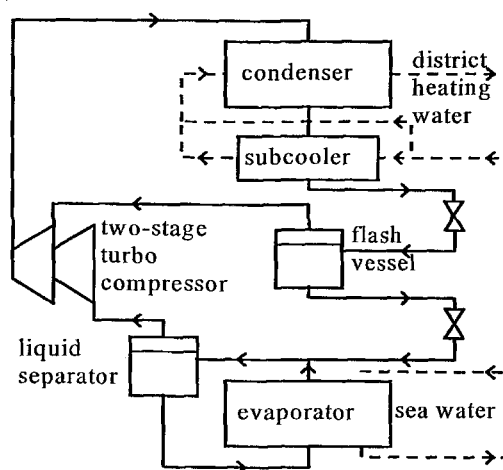 condenser
district
heating
water
subcooler
two-stage
turbo
compressor
flash
vessel
liquid
separator
evaporator
sea water